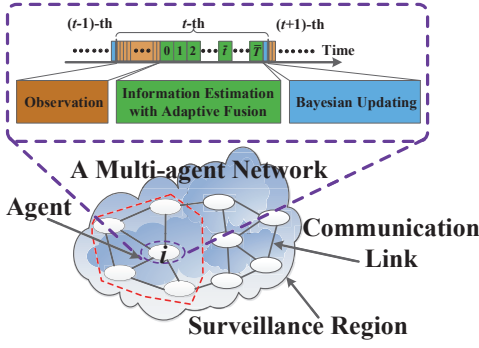 (t-1)-th t-th (t+1)-th
······ 0 1 2 ··· t̃ ··· T̅ ······ Time
Observation
Information Estimation
with Adaptive Fusion
Bayesian Updating
A Multi-agent Network
Agent
i
Communication
Link
Surveillance Region